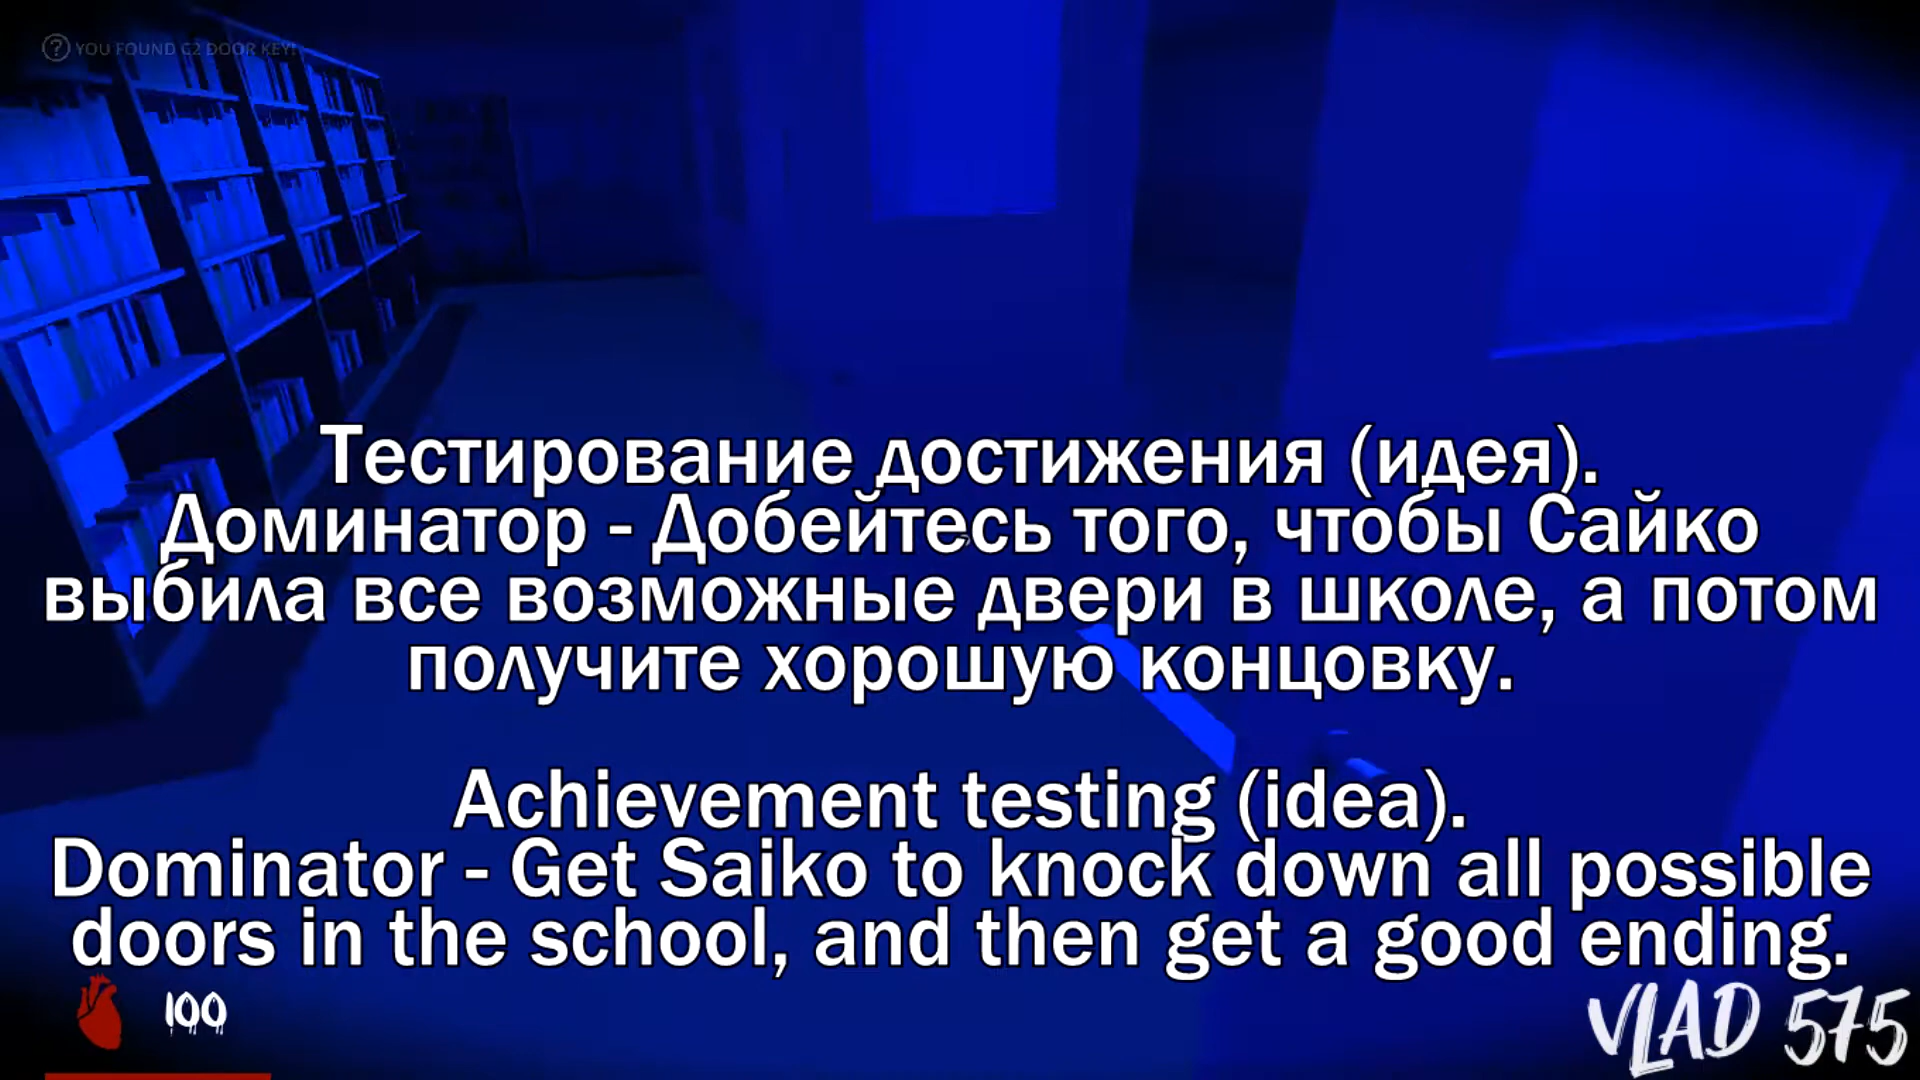 YOU FOUND C2 DOOR KEY!
Тестирование достижения (идея).
Доминатор - Добейтесь того, чтобы Сайко
выбила все возможные двери в школе, а потом
получите хорошую концовку.
Achievement testing (idea).
Dominator - Get Saiko to knock down all possible
doors in the school, and then get a good ending.
100
VLAD 575